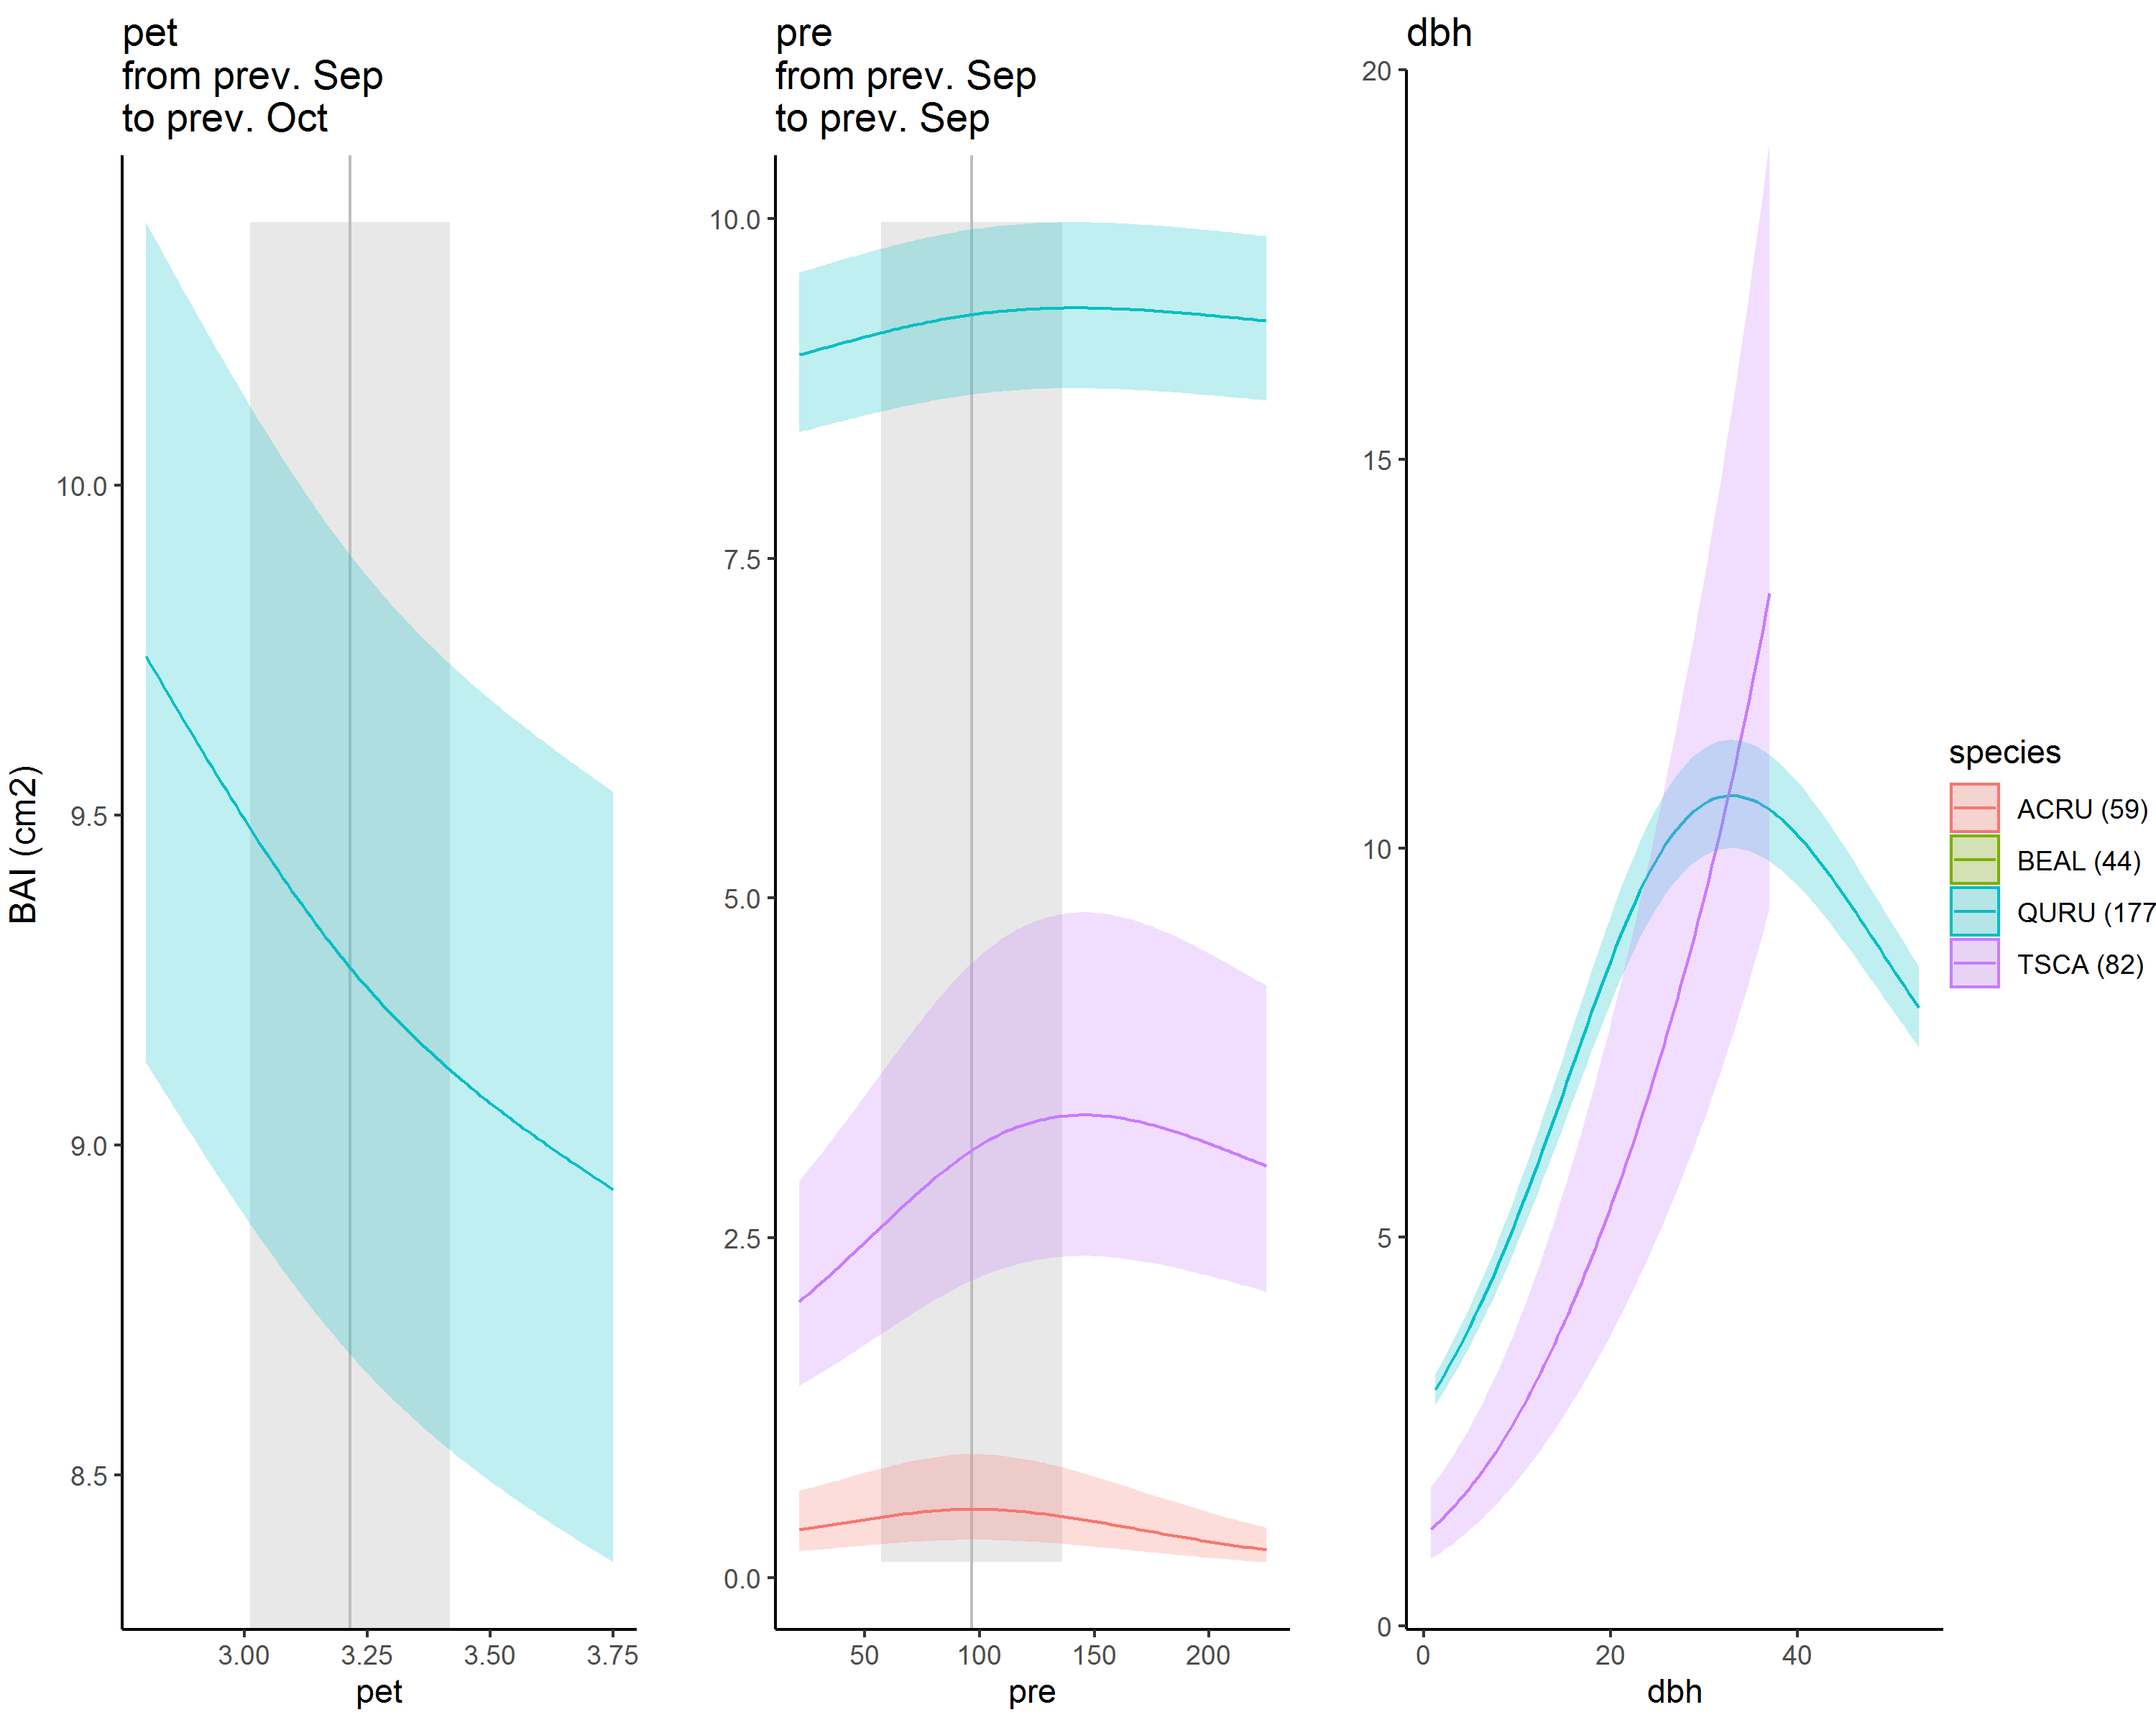 pet
from prev. Sep
to prev. Oct
pre
from prev. Sep
to prev. Sep
dbh
BAI (cm2)
10.0
9.5
9.0
8.5
3.00 3.25 3.50 3.75
pet
10.0
7.5
5.0
2.5
0.0
50 100 150 200
pre
20
15
10
5
0
0 20 40
dbh
species
ACRU (59)
BEAL (44)
QURU (177
TSCA (82)